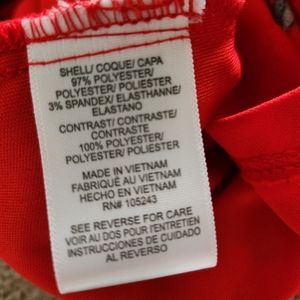 SHELL/ COQUE/ CAPA
97% POLYESTER/
POLYESTER/ POLIESTER
3% SPANDEX/ ELASTHANNE/
ELASTANO
CONTRAST/ CONTRASTE/
CONTRASTE
100% POLYESTER/
POLYESTER/ POLIESTER
MADE IN VIETNAM
FABRIQUÉ AU VIETNAM
HECHO EN VIETNAM
RN# 105243
SEE REVERSE FOR CARE
VOIR AU DOS POUR L'ENTRETIEN
INSTRUCCIONES DE CUIDADO
AL REVERSO